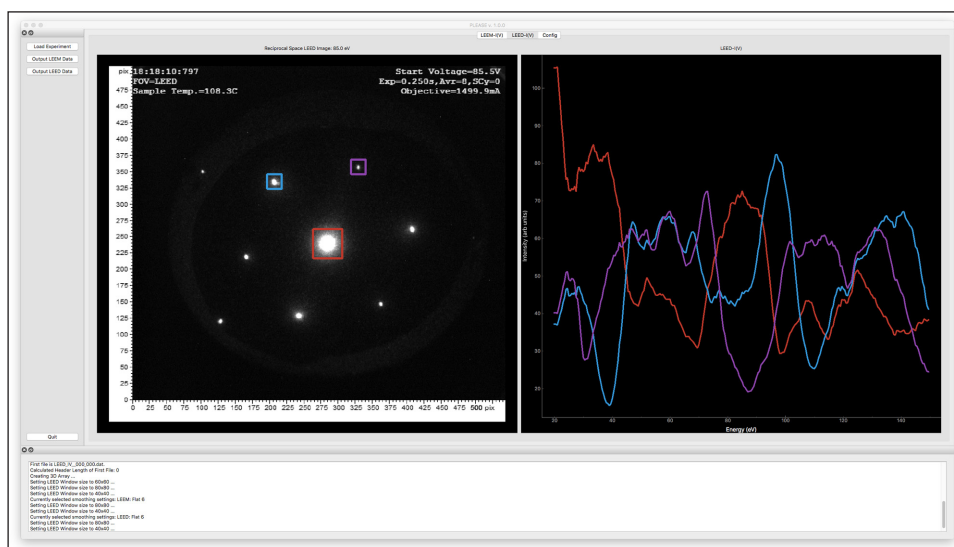 PLEASE v. 1.0.0
LEEM-I(V) LEED-I(V) Config
Load Experiment
Output LEEM Data
Output LEED Data
Quit
Reciprocal Space LEED Image: 85.0 eV
LEED-I(V)
pix 18:18:10:797 Start Voltage=85.5V
FOV=LEED Exp=0.250s,Avr=8,SCy=0
Sample Temp.=108.3C Objective=1499.9mA
475
450
425
400
375
350
325
300
275
250
225
200
175
150
125
100
75
50
25
0
0 25 50 75 100 125 150 175 200 225 250 275 300 325 350 375 400 425 450 475 500 pix
Intensity (arb units)
100
80
60
40
20
20 40 60 80 100 120 140
Energy (eV)
First file is LEED_IV_000_000.dat.
Calculated Header Length of First File: 0
Creating 3D Array ...
Setting LEED Window size to 60x60 ...
Setting LEED Window size to 80x80 ...
Setting LEED Window size to 40x40 ...
Currently selected smoothing settings: LEEM: Flat 6
Setting LEED Window size to 80x80 ...
Setting LEED Window size to 40x40 ...
Currently selected smoothing settings: LEED: Flat 6
Setting LEED Window size to 80x80 ...
Setting LEED Window size to 40x40 ...